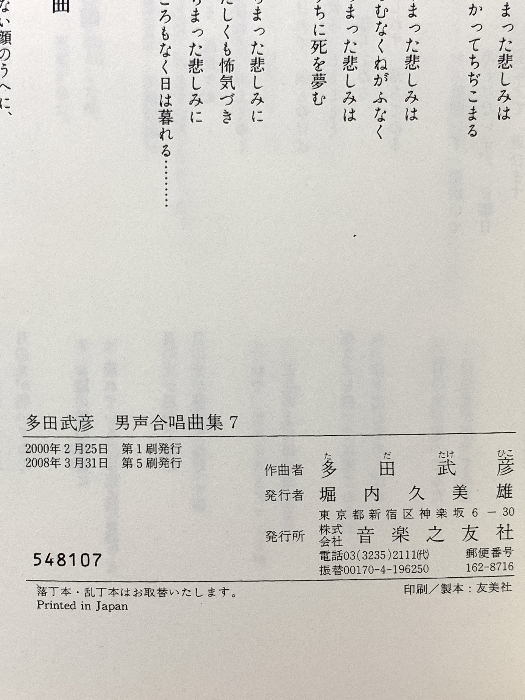 まった悲しみは
かってちぢこまる
まった悲しみは
むなくねがふなく
まった悲しみは
ちに死を夢む
まった悲しみに
たしくも怖気づき
まった悲しみに
ころもなく日は暮れる………
曲
ない顔のうへに、
多田武彦 男声合唱曲集 7
2000年2月25日 第1刷発行
2008年3月31日 第5刷発行
作曲者 多田武彦
ただたけひこ
発行者 堀内久美雄
東京都新宿区神楽坂6－30
発行所 株式会社 音楽之友社
電話03(3235)2111(代) 郵便番号
振替00170-4-196250 162-8716
548107
落丁本・乱丁本はお取替いたします。
Printed in Japan
印刷／製本：友美社